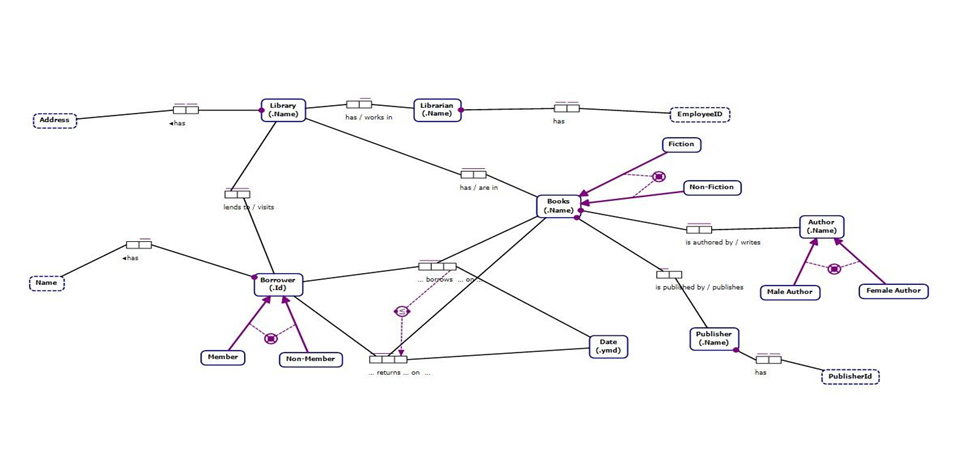 Library
(.Name)
Librarian
(.Name)
Address
EmployeeID
◂has
has / works in
has
Fiction
Non-Fiction
has / are in
lends to / visits
Books
(.Name)
Author
(.Name)
is authored by / writes
◂has
Name
Borrower
(.Id)
... borrows ... on ...
is published by / publishes
Male Author
Female Author
Publisher
(.Name)
Date
(.ymd)
Member
Non-Member
... returns ... on ...
has
PublisherId